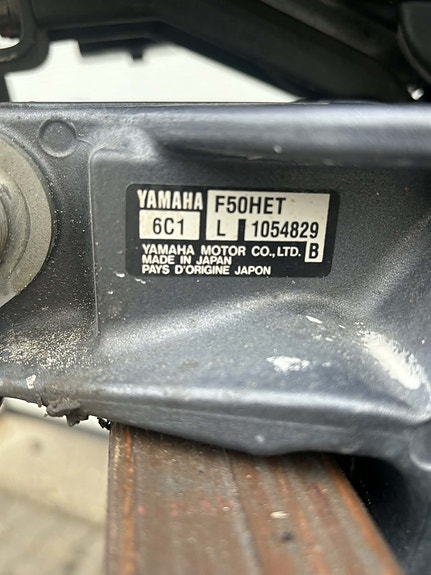 YAMAHA F50HET
6C1 L 1054829
YAMAHA MOTOR CO., LTD. B
MADE IN JAPAN
PAYS D'ORIGINE JAPON